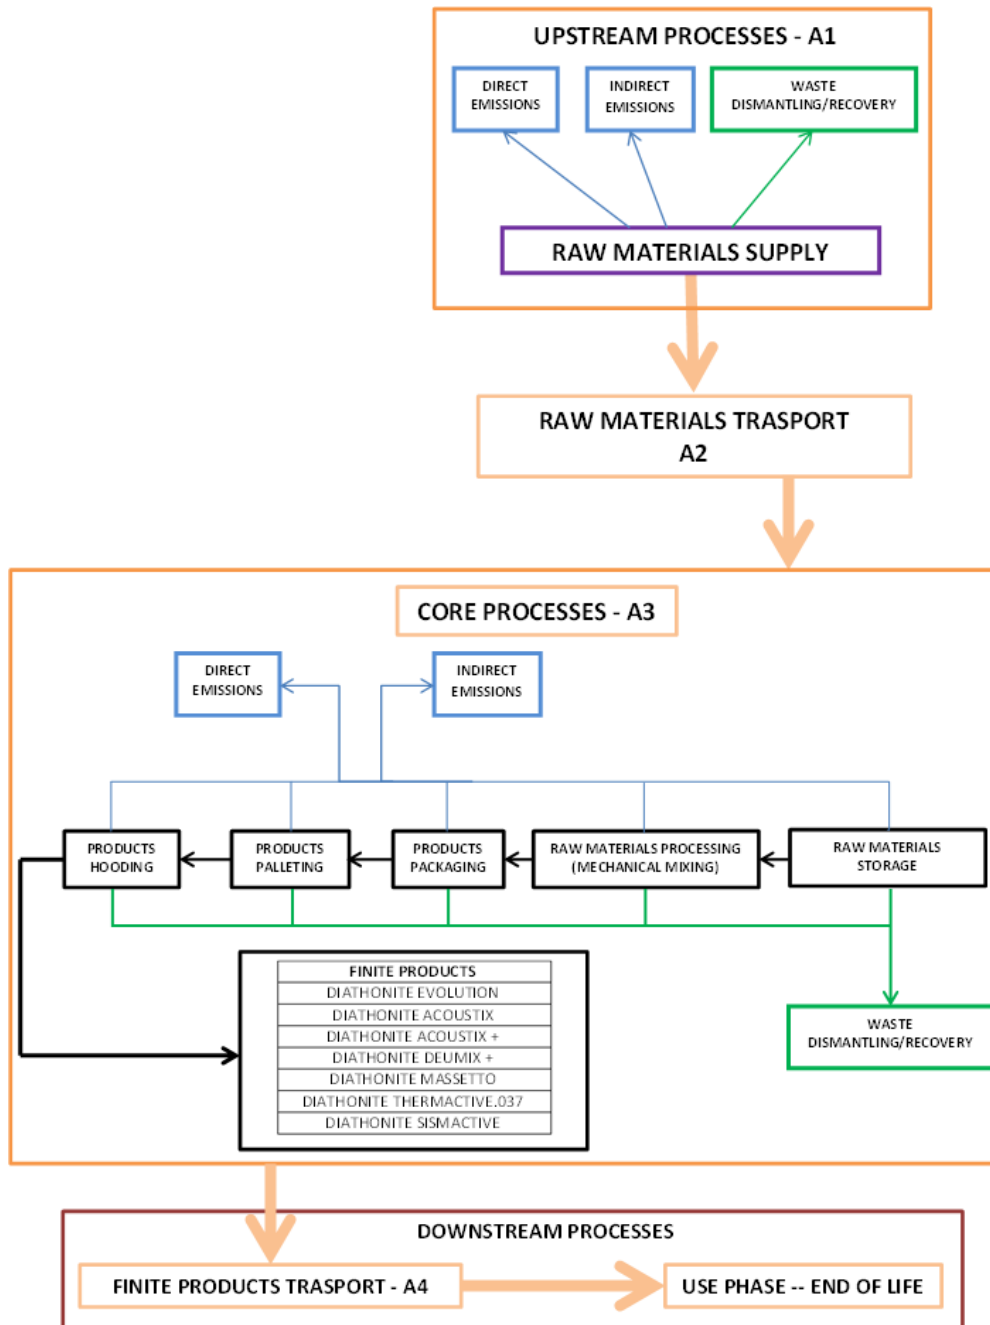 UPSTREAM PROCESSES - A1
DIRECT
EMISSIONS
INDIRECT
EMISSIONS
WASTE
DISMANTLING/RECOVERY
RAW MATERIALS SUPPLY
RAW MATERIALS TRASPORT
A2
CORE PROCESSES - A3
DIRECT
EMISSIONS
INDIRECT
EMISSIONS
PRODUCTS
HOODING
PRODUCTS
PALLETING
PRODUCTS
PACKAGING
RAW MATERIALS PROCESSING
(MECHANICAL MIXING)
RAW MATERIALS
STORAGE
FINITE PRODUCTS
DIATHONITE EVOLUTION
DIATHONITE ACOUSTIX
DIATHONITE ACOUSTIX +
DIATHONITE DEUMIX +
DIATHONITE MASSETTO
DIATHONITE THERMACTIVE.037
DIATHONITE SISMACTIVE
WASTE
DISMANTLING/RECOVERY
DOWNSTREAM PROCESSES
FINITE PRODUCTS TRASPORT - A4
USE PHASE -- END OF LIFE